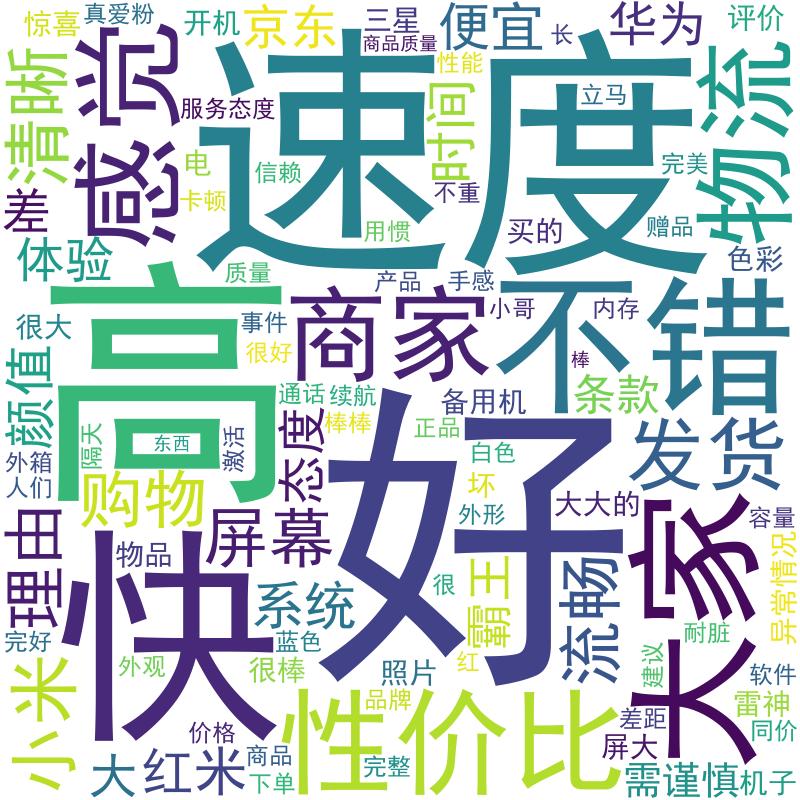 惊喜
真爱粉
开机
京东
三星
商品质量
便宜
长
华为
评价
清晰
感觉
服务态度
速度
性能
时间
立马
物流
差
电
卡顿
信赖
不重
完美
体验
用惯
买的
赠品
色彩
质量
产品
手感
高
商家
小哥
不
内存
错
很大
事件
很好
颜值
通话
续航
备用机
棒
条款
隔天
东西
激活
态度
棒棒
正品
白色
发货
外箱
人们
购物
屏幕
好
坏
外形
大大的
大家
容量
理由
物品
快
系统
很
霸王
流畅
异常情况
完好
蓝色
耐脏
小米
外观
很棒
照片
红
建议
软件
性价比
品牌
雷神
差距
同价
价格
屏大
大
红米
商品
下单
完整
需谨慎
机子